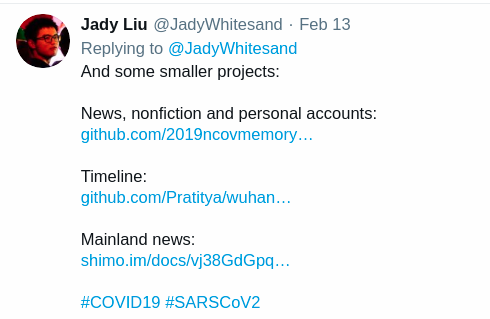 Jady Liu @JadyWhitesand · Feb 13
Replying to @JadyWhitesand
And some smaller projects:
News, nonfiction and personal accounts:
github.com/2019ncovmemory…
Timeline:
github.com/Pratitya/wuhan…
Mainland news:
shimo.im/docs/vj38GdGpq…
#COVID19 #SARSCoV2